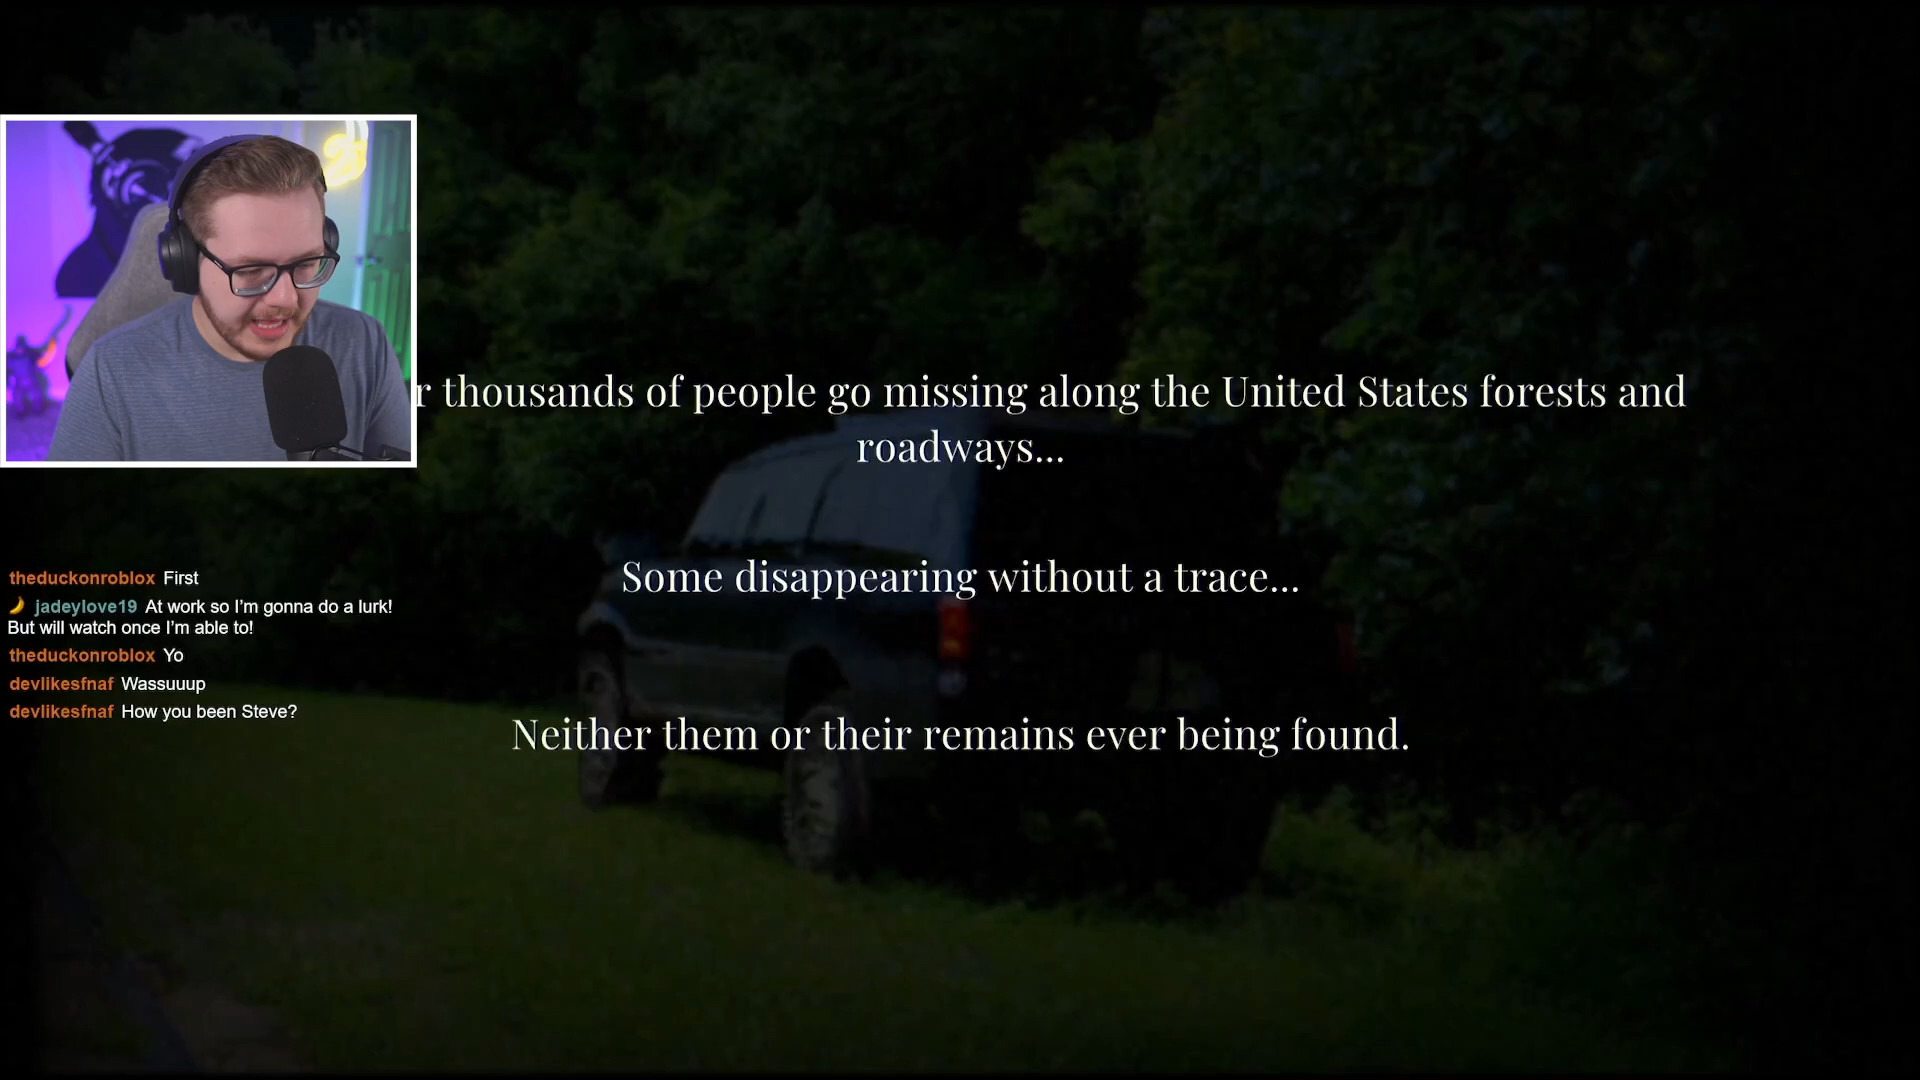 thousands of people go missing along the United States forests and
roadways...
Some disappearing without a trace...
Neither them or their remains ever being found.
theduckonroblox First
jadeylove19 At work so I'm gonna do a lurk!
But will watch once I'm able to!
theduckonroblox Yo
devlikesfnaf Wassuuup
devlikesfnaf How you been Steve?